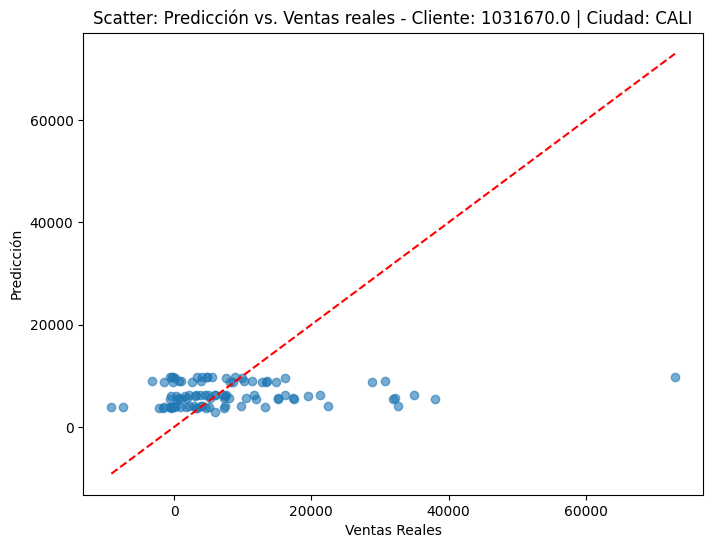 Scatter: Predicción vs. Ventas reales - Cliente: 1031670.0 | Ciudad: CALI
60000
40000
20000
0
Predicción
0 20000 40000 60000
Ventas Reales